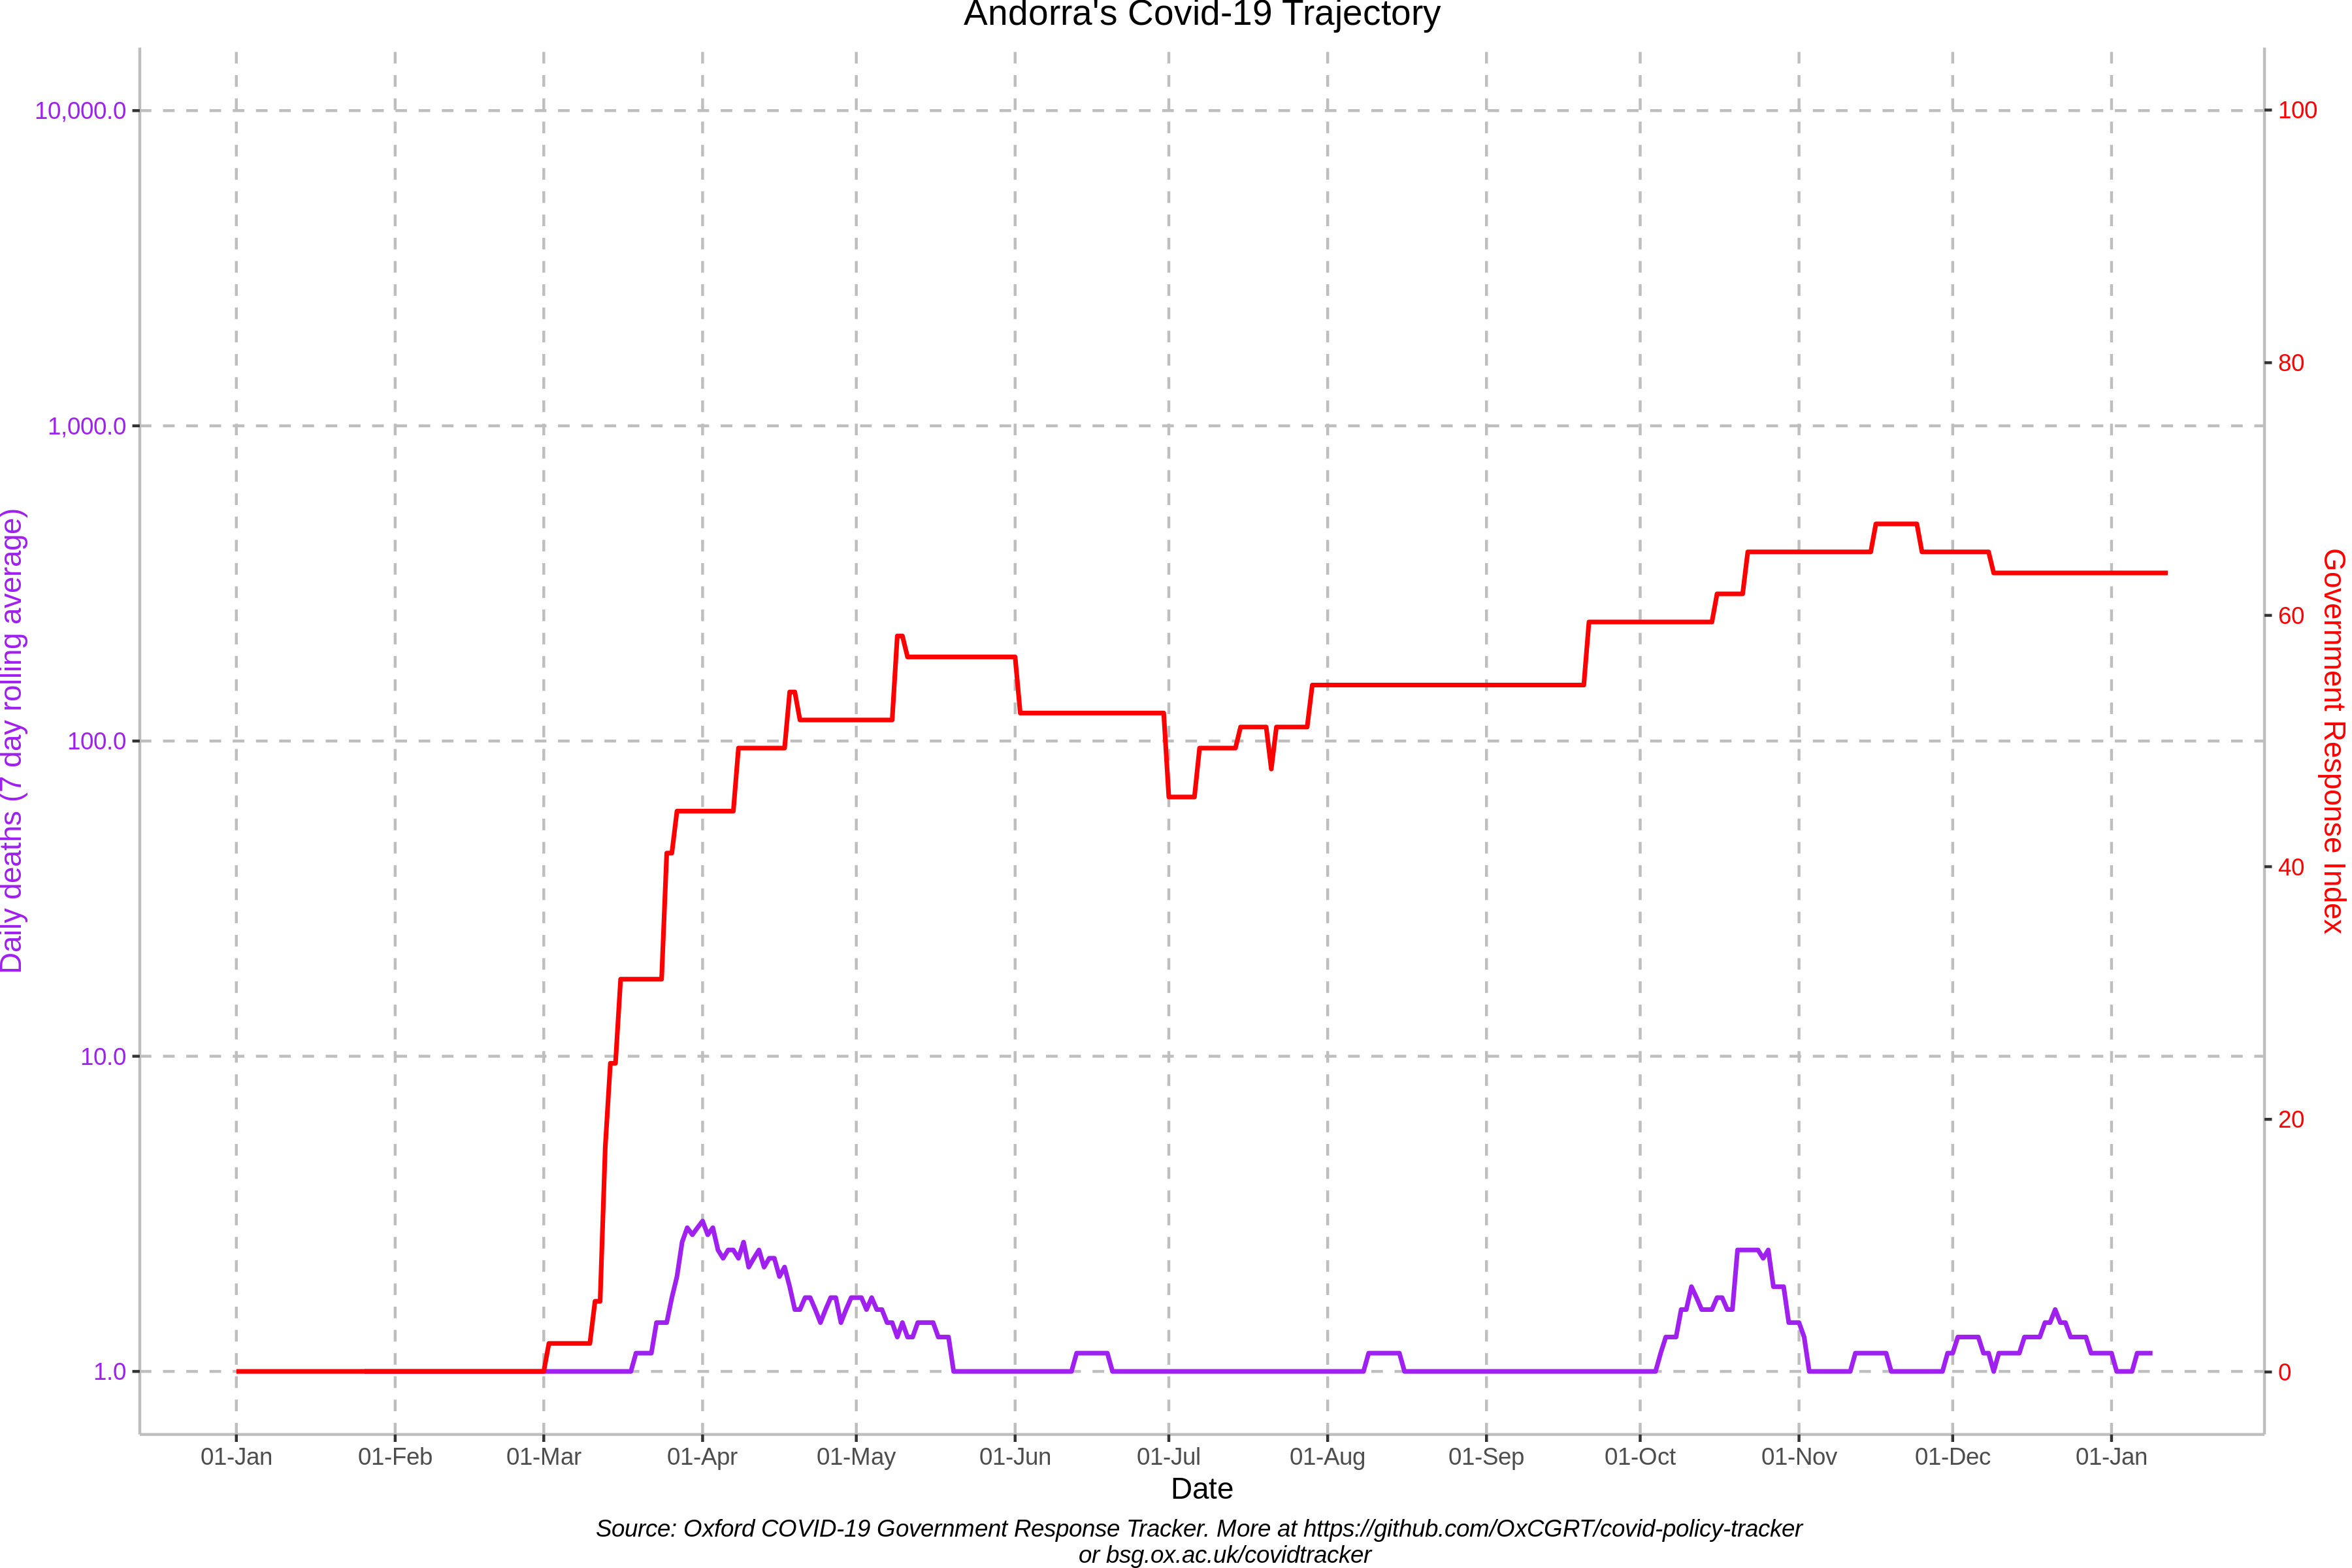 Andorra's Covid-19 Trajectory
10,000.0
1,000.0
100.0
10.0
1.0
Daily deaths (7 day rolling average)
100
80
60
40
20
0
Government Response Index
01-Jan 01-Feb 01-Mar 01-Apr 01-May 01-Jun 01-Jul 01-Aug 01-Sep 01-Oct 01-Nov 01-Dec 01-Jan
Date
Source: Oxford COVID-19 Government Response Tracker. More at https://github.com/OxCGRT/covid-policy-tracker
or bsg.ox.ac.uk/covidtracker